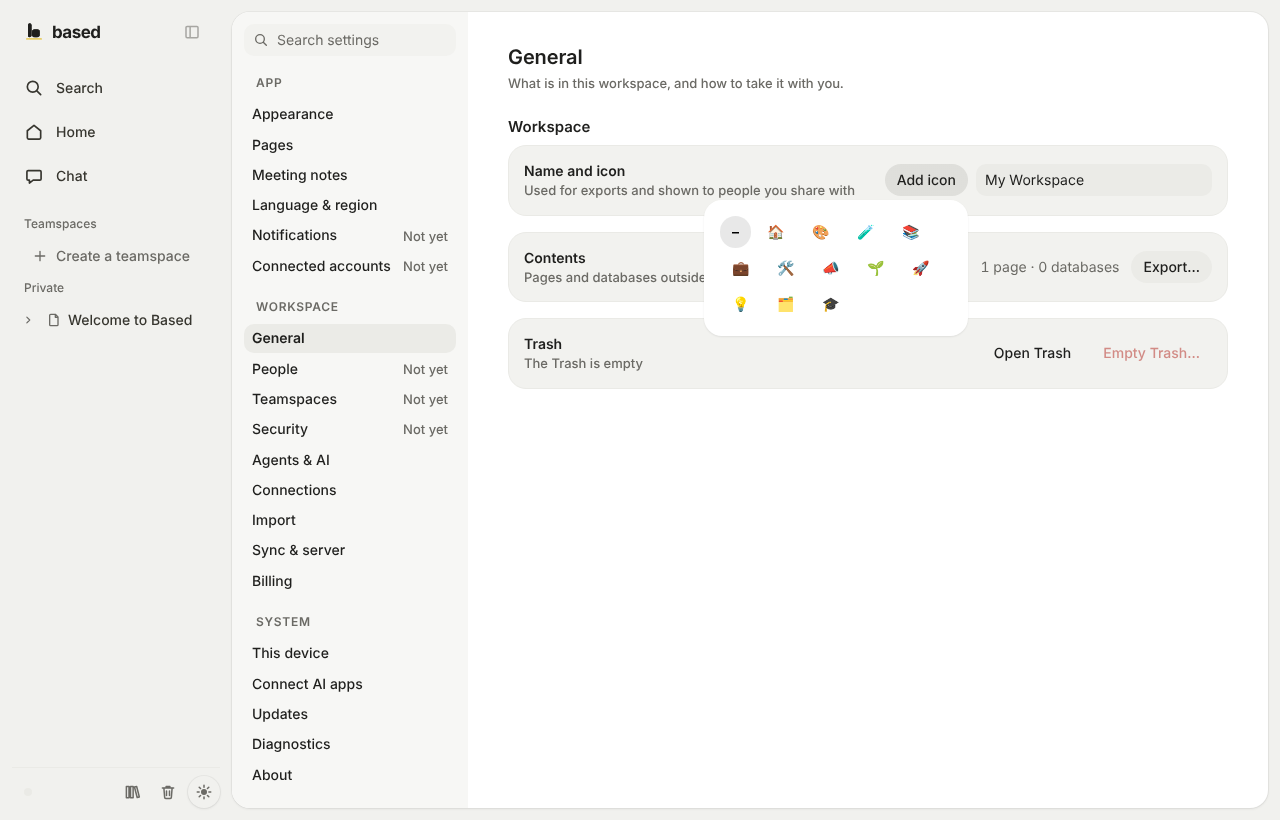 based
Search
Home
Chat
Teamspaces
Create a teamspace
Private
Welcome to Based
Search settings
APP
Appearance
Pages
Meeting notes
Language & region
Notifications Not yet
Connected accounts Not yet
WORKSPACE
General
People Not yet
Teamspaces Not yet
Security Not yet
Agents & AI
Connections
Import
Sync & server
Billing
SYSTEM
This device
Connect AI apps
Updates
Diagnostics
About
General
What is in this workspace, and how to take it with you.
Workspace
Name and icon
Used for exports and shown to people you share with
Add icon
My Workspace
–
Contents
Pages and databases outside
1 page · 0 databases
Export…
Trash
The Trash is empty
Open Trash
Empty Trash…